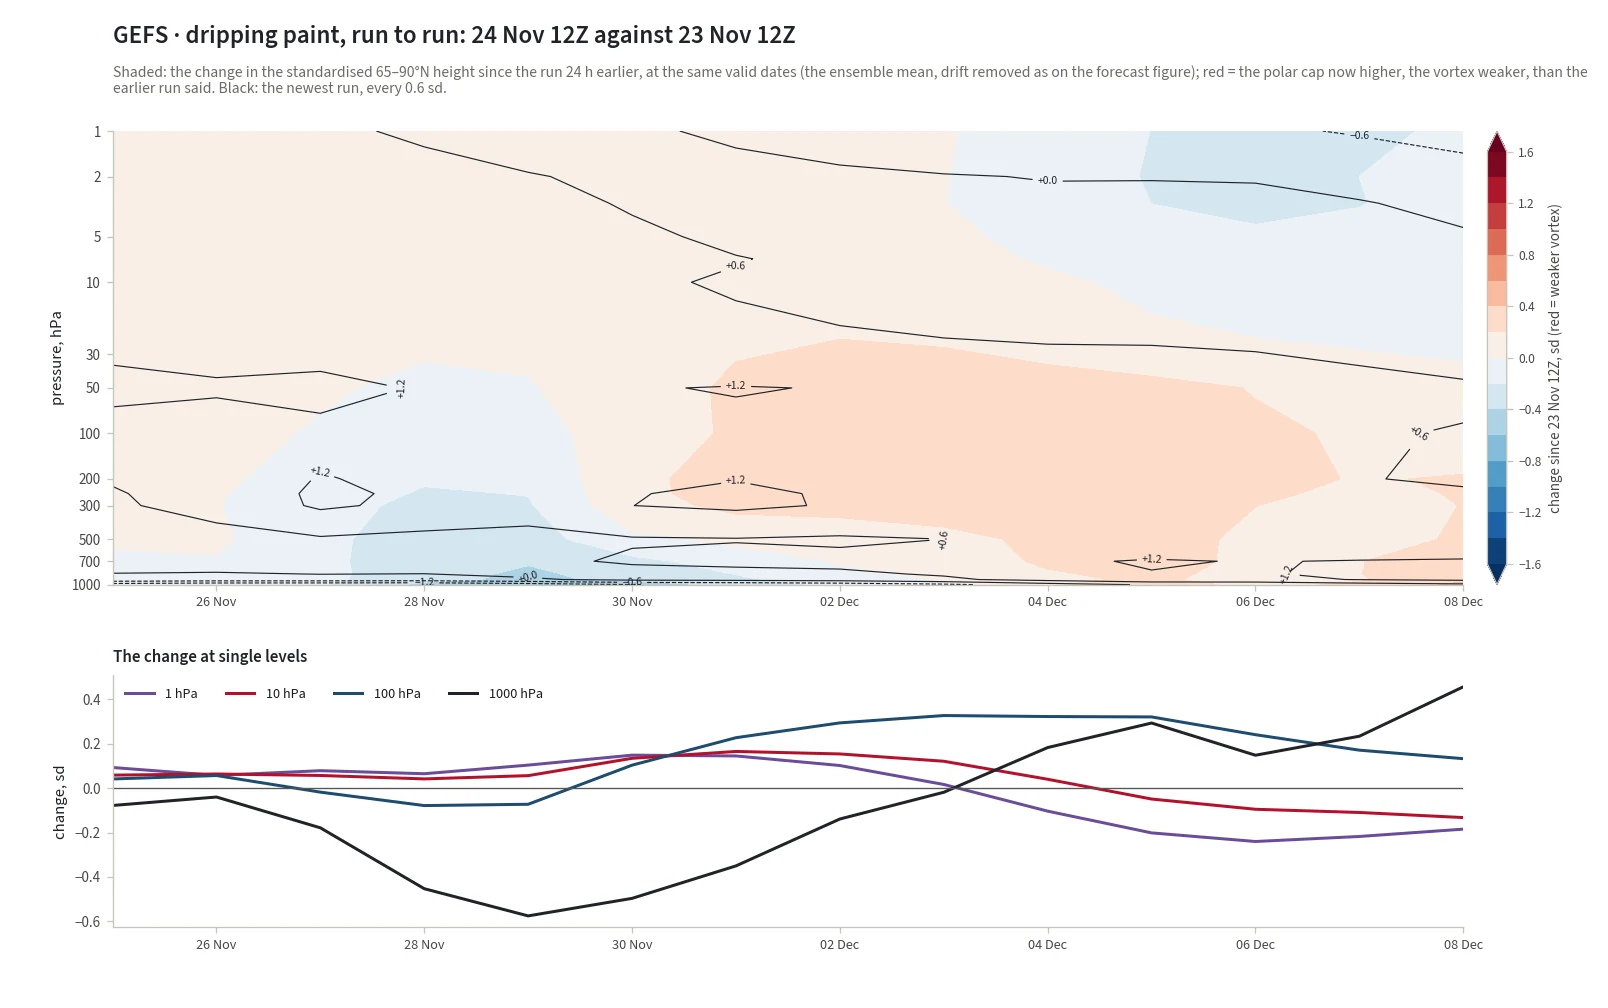 GEFS · dripping paint, run to run: 24 Nov 12Z against 23 Nov 12Z
Shaded: the change in the standardised 65–90°N height since the run 24 h earlier, at the same valid dates (the ensemble mean, drift removed as on the forecast figure); red = the polar cap now higher, the vortex weaker, than the
earlier run said. Black: the newest run, every 0.6 sd.
pressure, hPa
1
2
5
10
30
50
100
200
300
500
700
1000
−0.6
+0.0
+0.6
+1.2
+1.2
+0.6
+1.2
+1.2
+0.6
+1.2
+1.2
−1.2
+0.0
−0.6
26 Nov
28 Nov
30 Nov
02 Dec
04 Dec
06 Dec
08 Dec
1.6
1.2
0.8
0.4
0.0
−0.4
−0.8
−1.2
−1.6
change since 23 Nov 12Z, sd (red = weaker vortex)
The change at single levels
1 hPa
10 hPa
100 hPa
1000 hPa
change, sd
0.4
0.2
0.0
−0.2
−0.4
−0.6
26 Nov
28 Nov
30 Nov
02 Dec
04 Dec
06 Dec
08 Dec